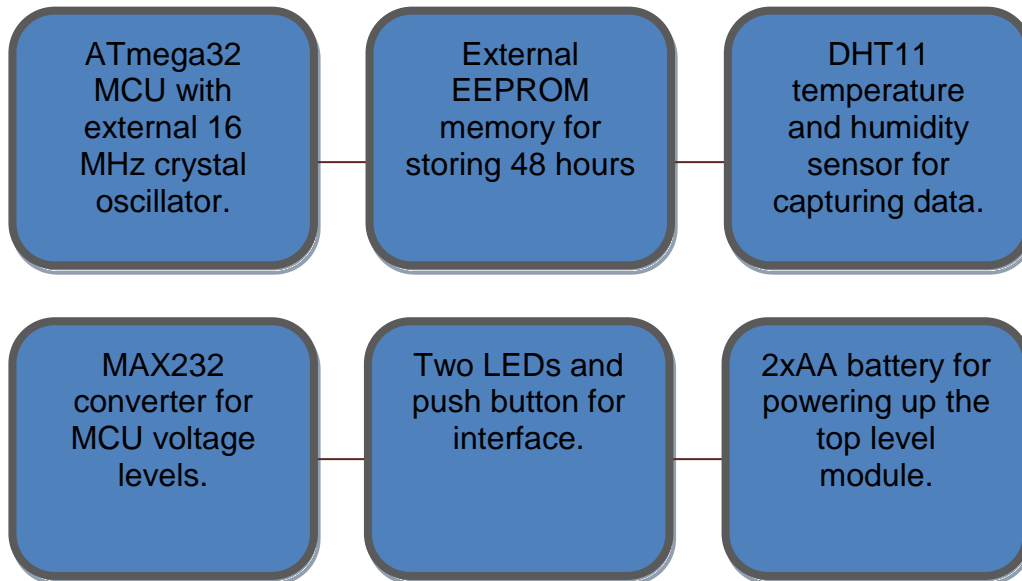 ATmega32
MCU with
external 16
MHz crystal
oscillator.
External
EEPROM
memory for
storing 48 hours
DHT11
temperature
and humidity
sensor for
capturing data.
MAX232
converter for
MCU voltage
levels.
Two LEDs and
push button for
interface.
2xAA battery for
powering up the
top level
module.